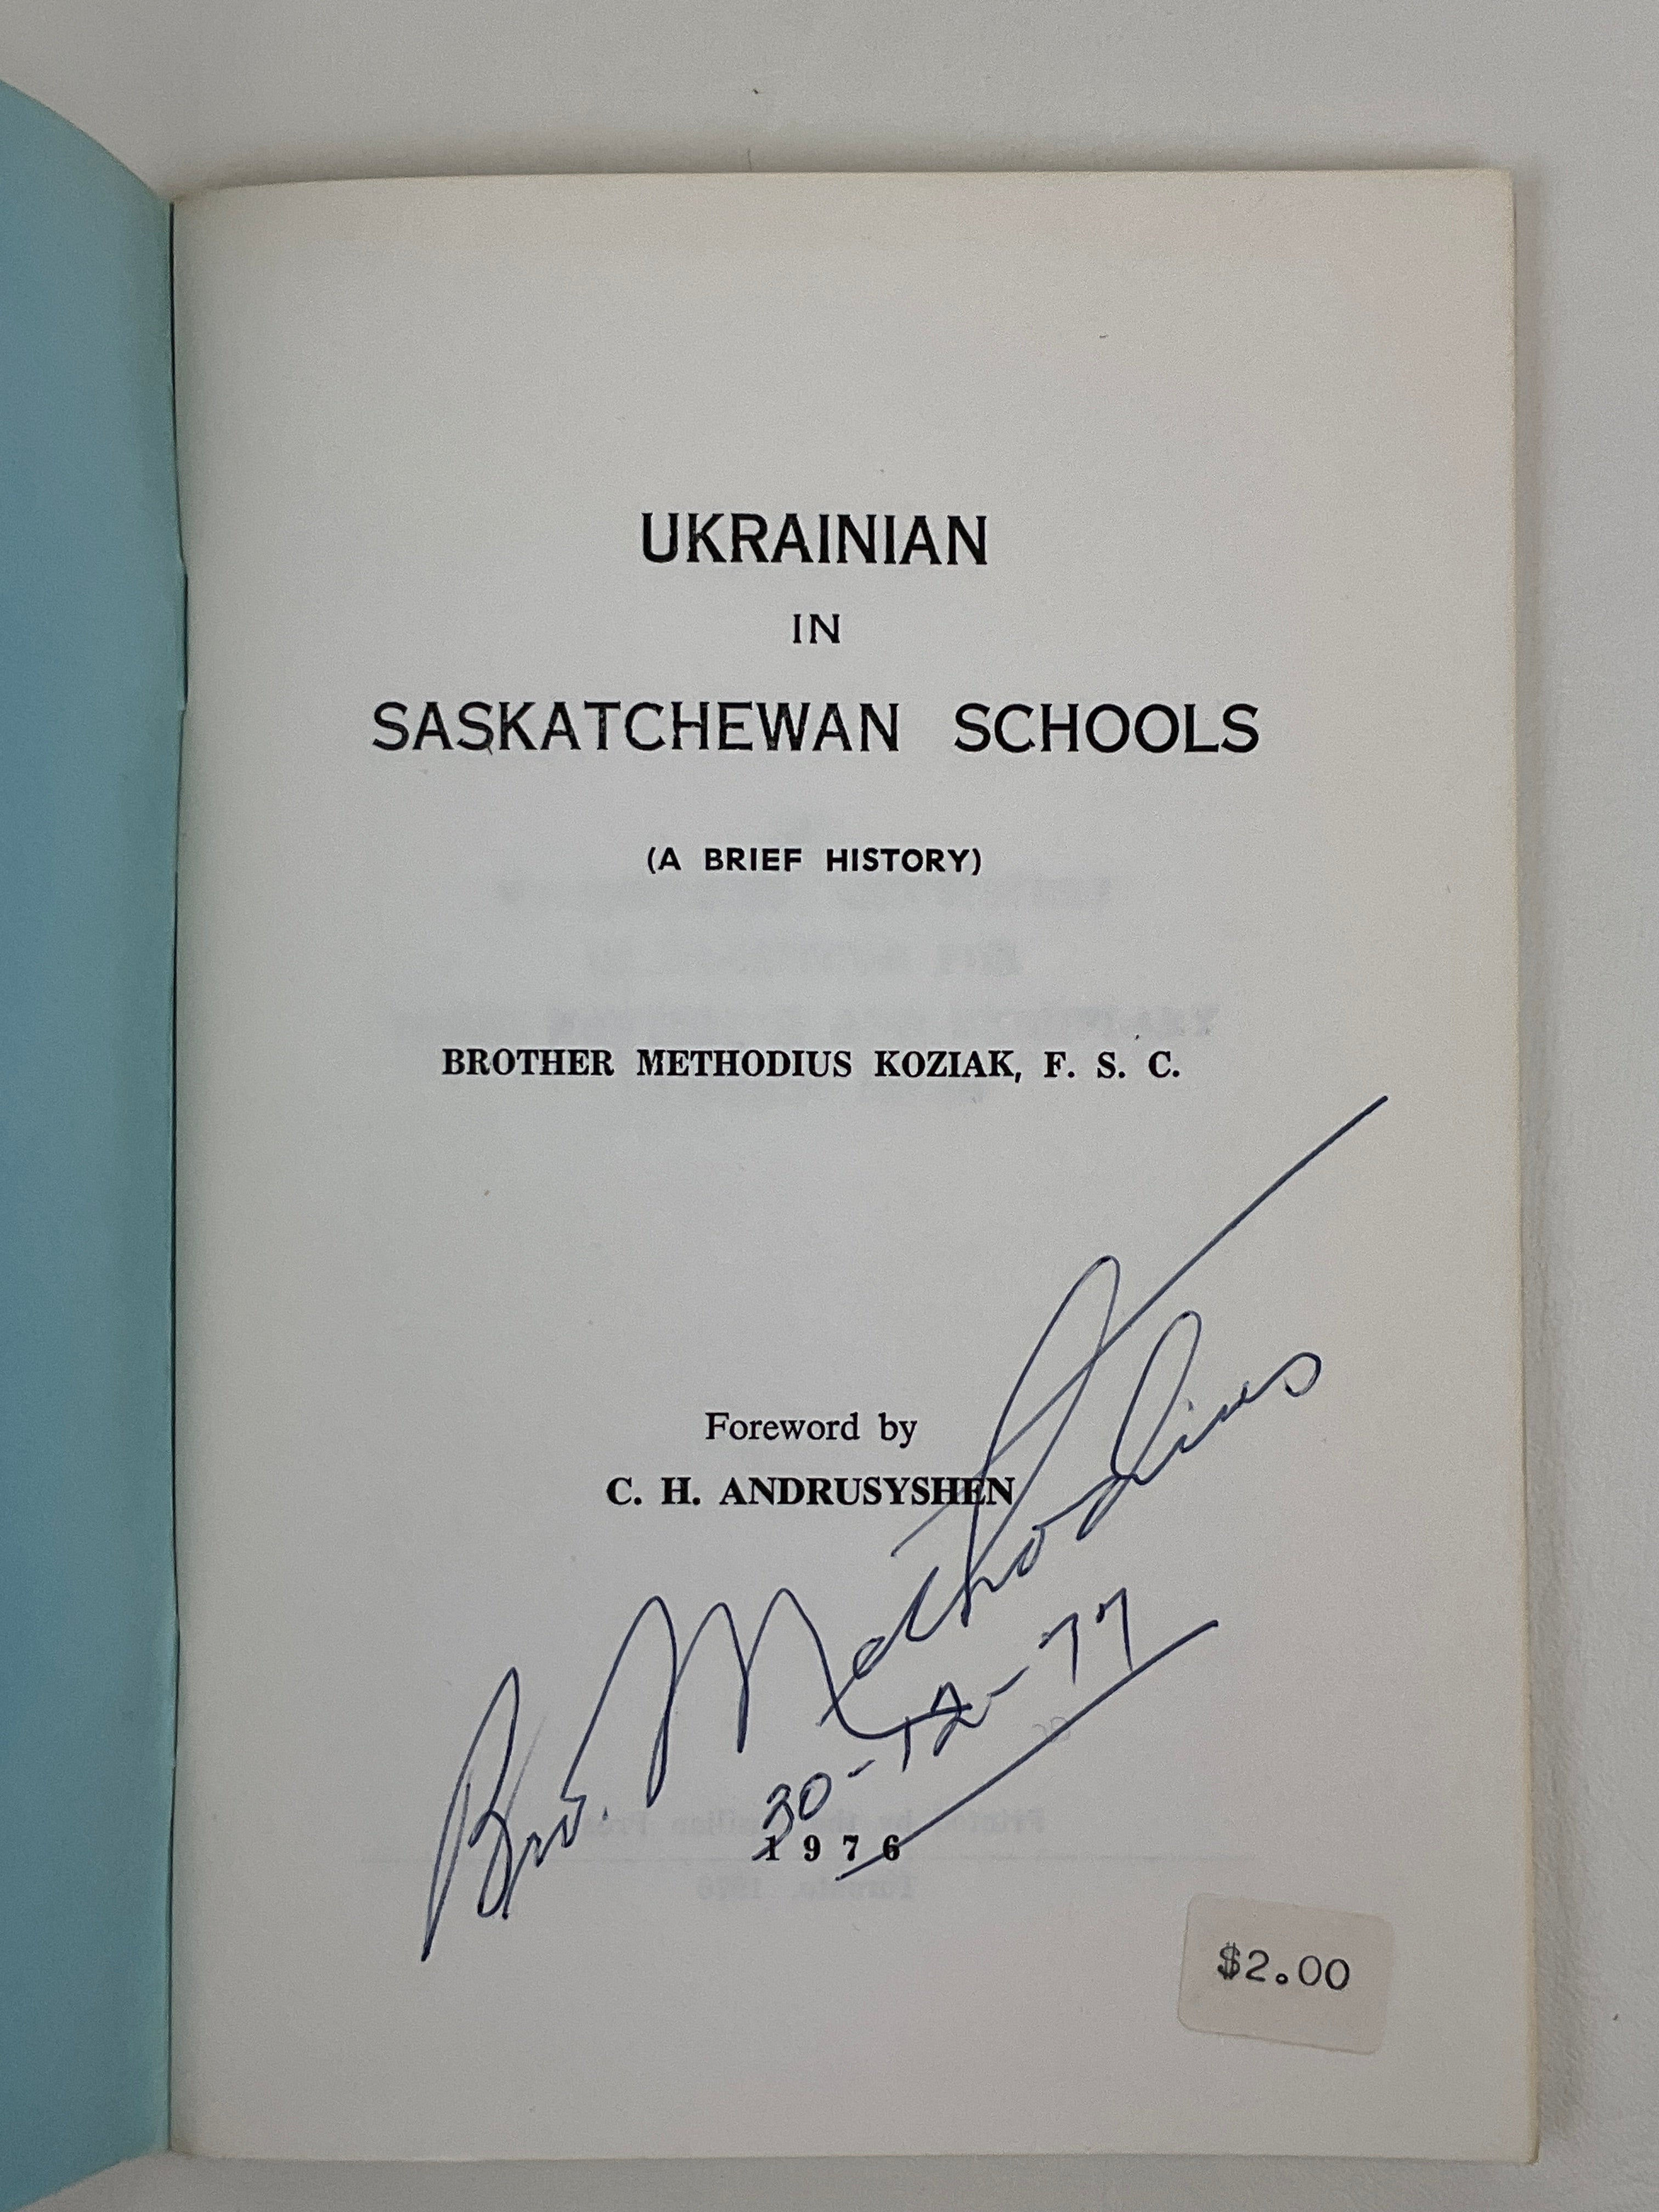 UKRAINIAN
IN
SASKATCHEWAN SCHOOLS
(A BRIEF HISTORY)
BROTHER METHODIUS KOZIAK, F. S. C.
Foreword by
C. H. ANDRUSYSHEN
Bro. Methodius
30-12-77
1976
$2.00